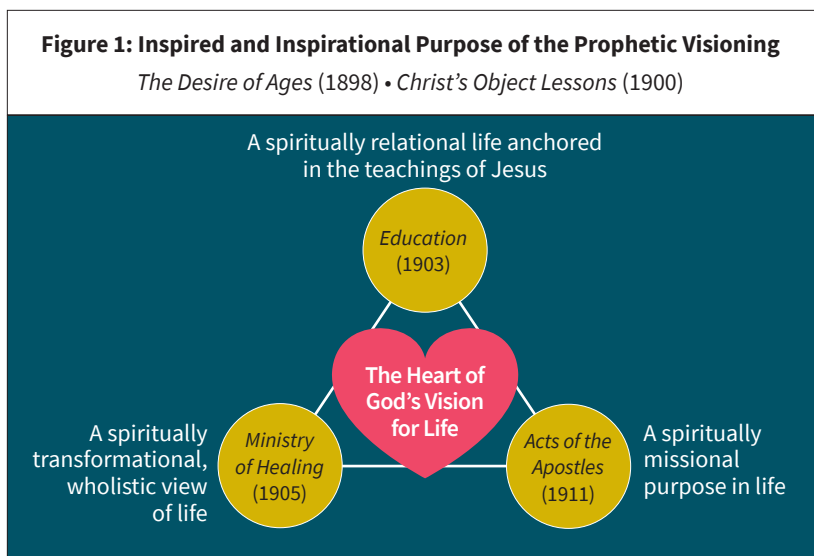 Figure 1: Inspired and Inspirational Purpose of the Prophetic Visioning
The Desire of Ages (1898) • Christ’s Object Lessons (1900)
A spiritually relational life anchored
in the teachings of Jesus
Education
(1903)
The Heart of
God’s Vision
for Life
A spiritually
transformational,
wholistic view
of life
Ministry
of Healing
(1905)
Acts of the
Apostles
(1911)
A spiritually
missional
purpose in life